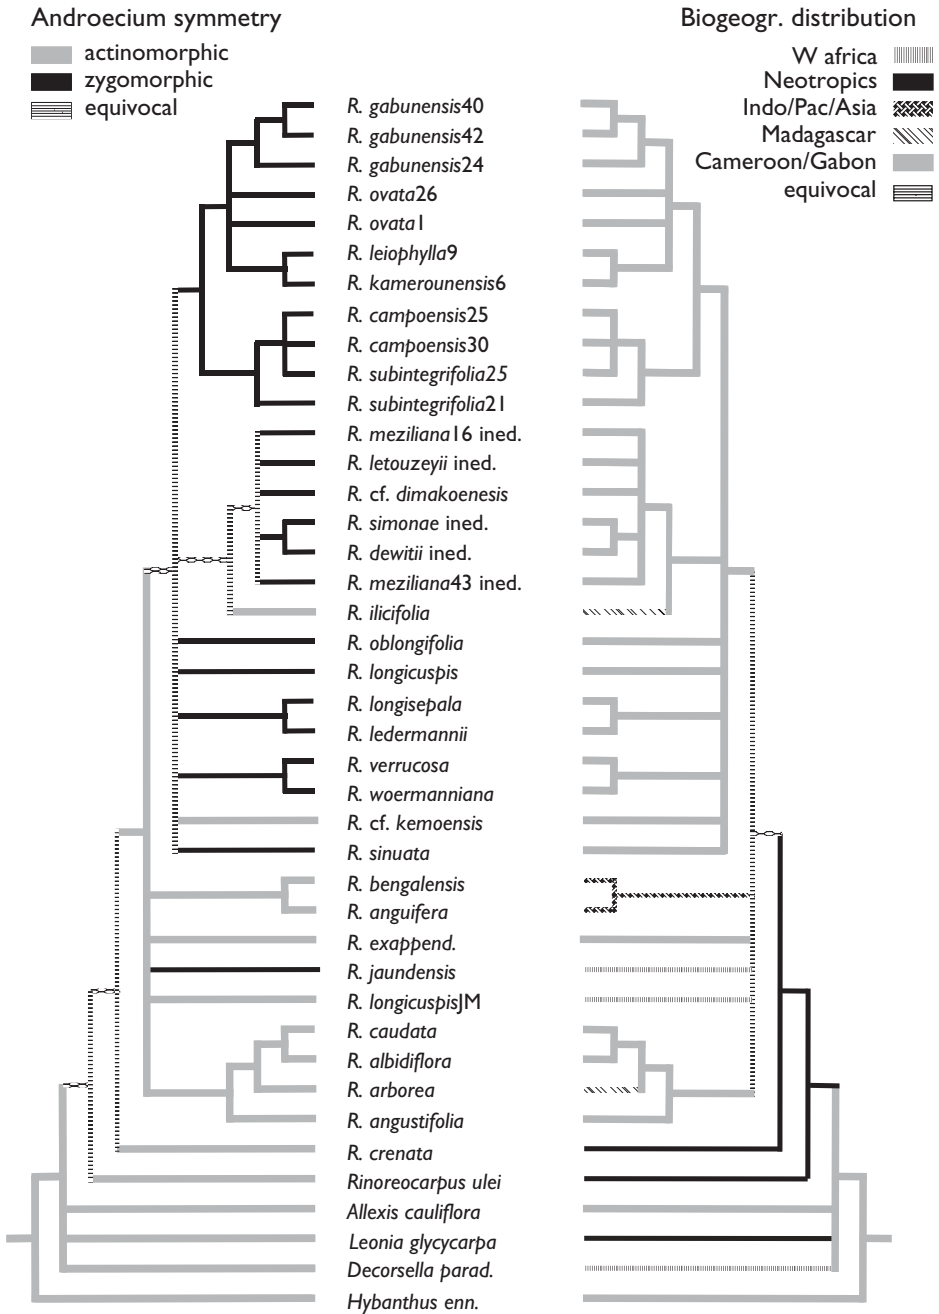 Androecium symmetry
actinomorphic
zygomorphic
equivocal
Biogeogr. distribution
W africa
Neotropics
Indo/Pac/Asia
Madagascar
Cameroon/Gabon
equivocal
R. gabunensis40
R. gabunensis42
R. gabunensis24
R. ovata26
R. ovata1
R. leiophylla9
R. kamerounensis6
R. campoensis25
R. campoensis30
R. subintegrifolia25
R. subintegrifolia21
R. meziliana16 ined.
R. letouzeyii ined.
R. cf. dimakoenesis
R. simonae ined.
R. dewitii ined.
R. meziliana43 ined.
R. ilicifolia
R. oblongifolia
R. longicuspis
R. longisepala
R. ledermannii
R. verrucosa
R. woermanniana
R. cf. kemoensis
R. sinuata
R. bengalensis
R. anguifera
R. exappend.
R. jaundensis
R. longicuspisJM
R. caudata
R. albidiflora
R. arborea
R. angustifolia
R. crenata
Rinoreocarpus ulei
Allexis cauliflora
Leonia glycycarpa
Decorsella parad.
Hybanthus enn.